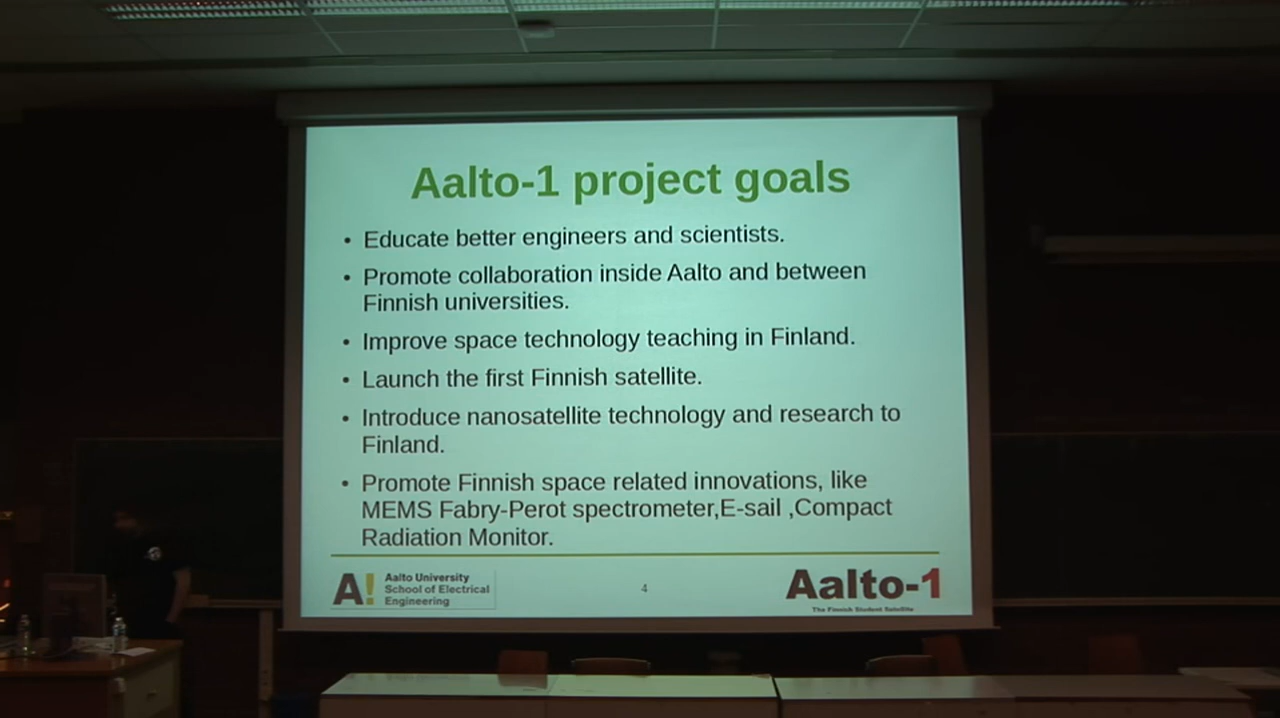 Aalto-1 project goals
• Educate better engineers and scientists.
• Promote collaboration inside Aalto and between
Finnish universities.
• Improve space technology teaching in Finland.
• Launch the first Finnish satellite.
• Introduce nanosatellite technology and research to
Finland.
• Promote Finnish space related innovations, like
MEMS Fabry-Perot spectrometer,E-sail ,Compact
Radiation Monitor.
A!
Aalto University
School of Electrical
Engineering
4
Aalto-1
The Finnish Student Satellite